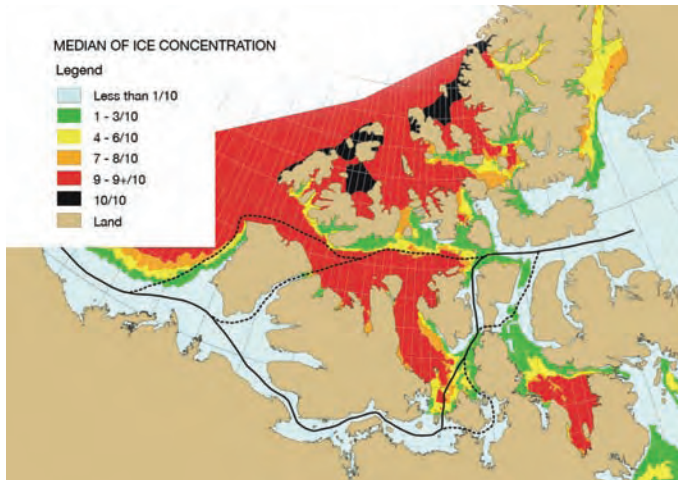 MEDIAN OF ICE CONCENTRATION
Legend
Less than 1/10
1 - 3/10
4 - 6/10
7 - 8/10
9 - 9+/10
10/10
Land